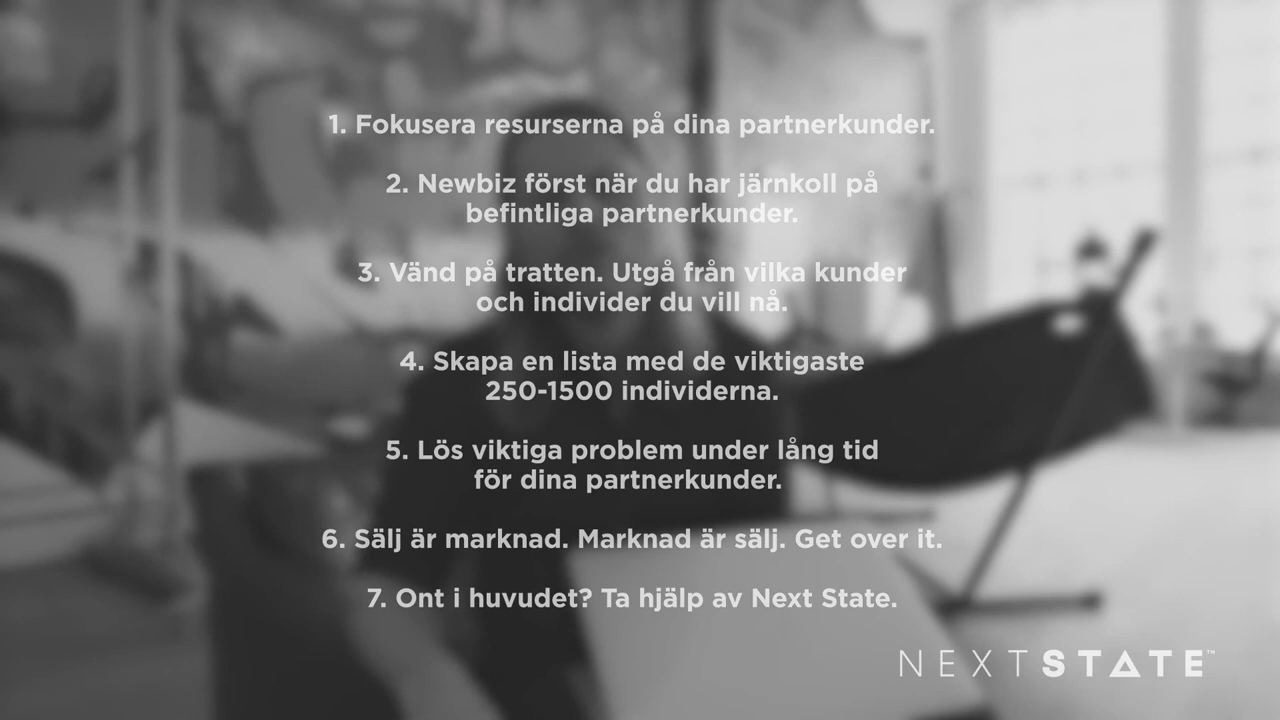 1. Fokusera resurserna på dina partnerkunder.
2. Newbiz först när du har järnkoll på
befintliga partnerkunder.
3. Vänd på tratten. Utgå från vilka kunder
och individer du vill nå.
4. Skapa en lista med de viktigaste
250-1500 individerna.
5. Lös viktiga problem under lång tid
för dina partnerkunder.
6. Sälj är marknad. Marknad är sälj. Get over it.
7. Ont i huvudet? Ta hjälp av Next State.
NEXTSTATE™